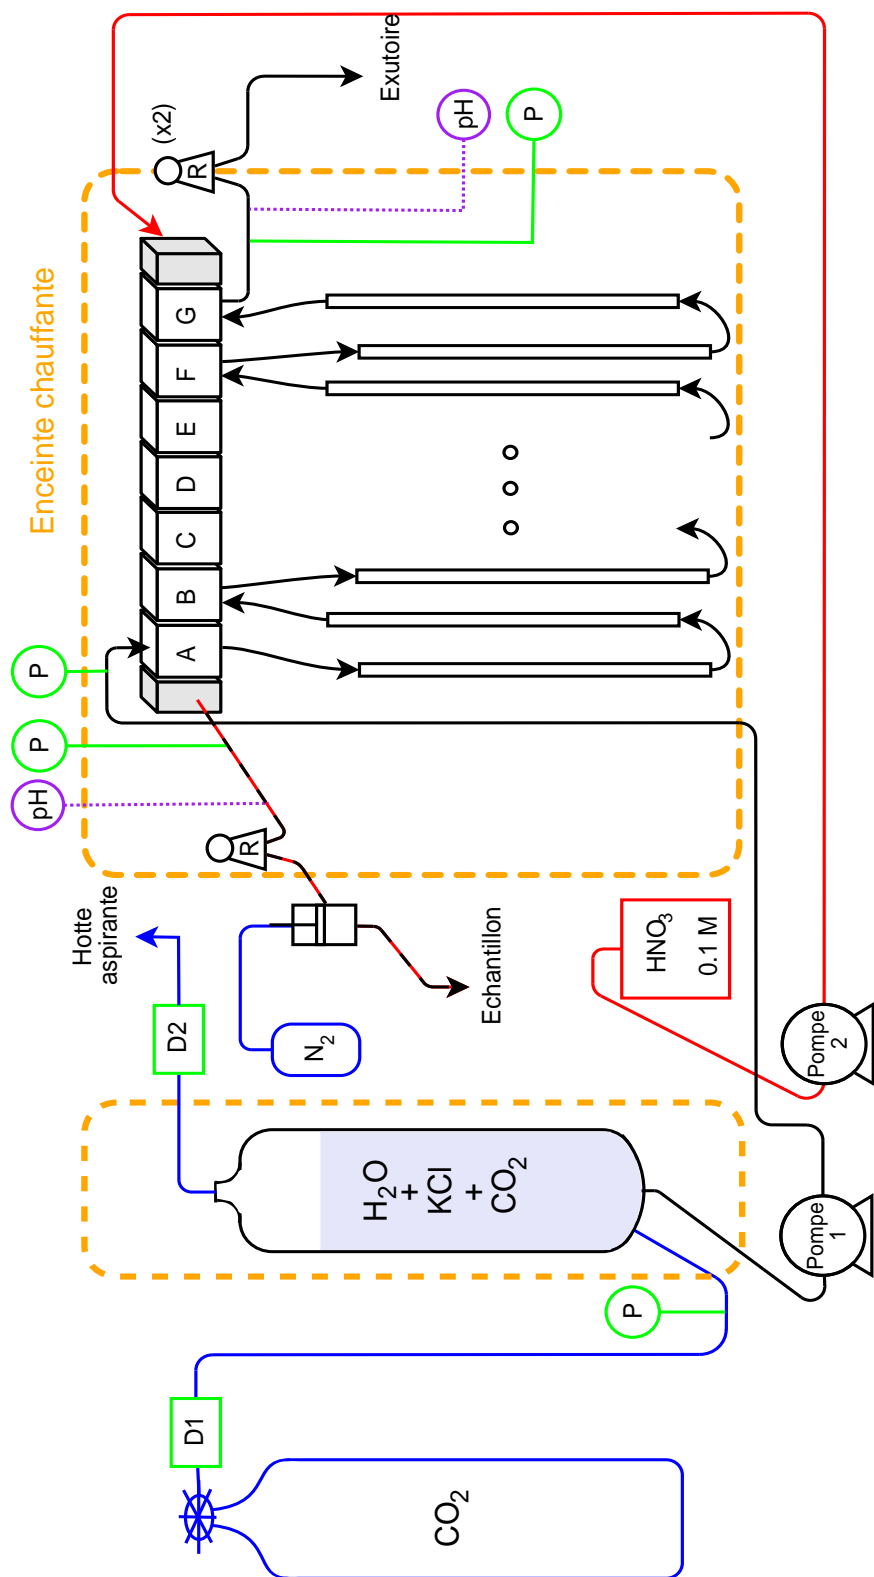 CO₂
D1
P
H₂O
+
KCl
+
CO₂
Pompe
1
Hotte
aspirante
D2
N₂
Echantillon
HNO₃
0.1 M
Pompe
2
Enceinte chauffante
pH
P
P
R
A
B
C
D
E
F
G
R
(x2)
Exutoire
pH
P